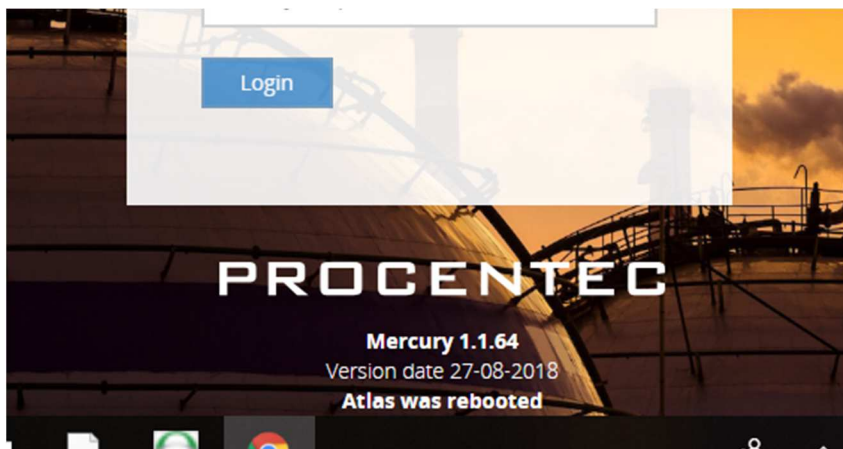 Login
PROCENTEC
Mercury 1.1.64
Version date 27-08-2018
Atlas was rebooted